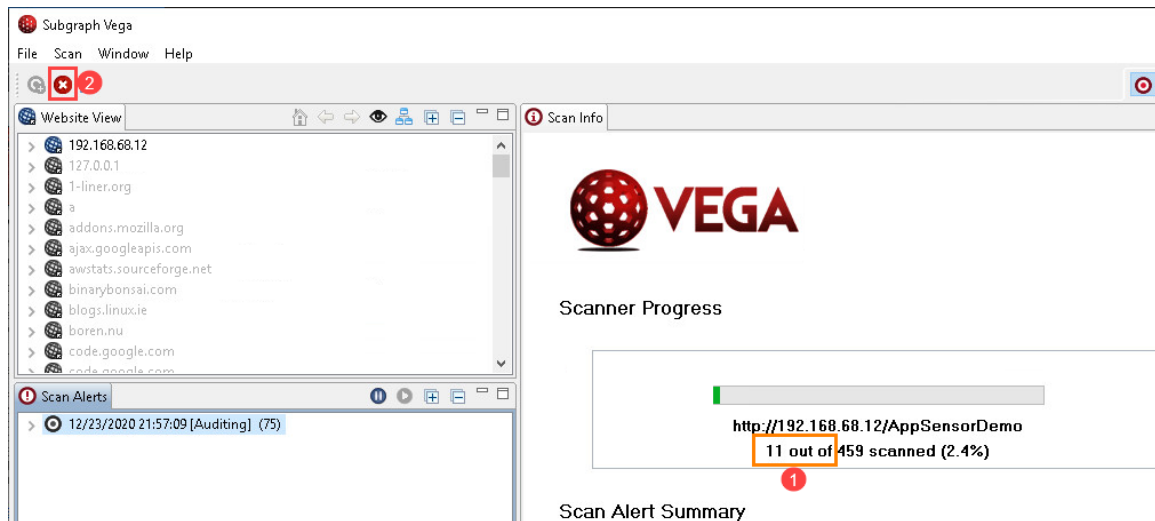 Subgraph Vega
File Scan Window Help
2
Website View
192.168.68.12
127.0.0.1
1-liner.org
a
addons.mozilla.org
ajax.googleapis.com
awstats.sourceforge.net
binarybonsai.com
blogs.linux.ie
boren.nu
code.google.com
code.google.com
Scan Alerts
12/23/2020 21:57:09 [Auditing] (75)
Scan Info
VEGA
Scanner Progress
http://192.168.68.12/AppSensorDemo
11 out of 459 scanned (2.4%)
1
Scan Alert Summary